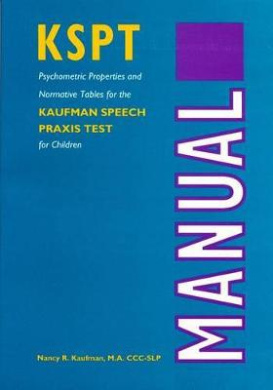 KSPT
Psychometric Properties and
Normative Tables for the
KAUFMAN SPEECH
PRAXIS TEST
for Children
MANUAL
Nancy R. Kaufman, M.A. CCC-SLP